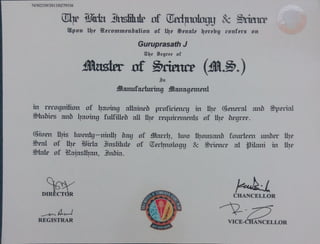 The Birla Institute of Technology & Science
Upon the Recommendation of the Senate hereby confers on
Guruprasath J
The Degree of
Master of Science (M.S.)
In
Manufacturing Management
in recognition of having attained proficiency in the General and Special
Studies and having fulfilled all the requirements of the degree.
Given this twenty-ninth day of March, two thousand fourteen under the
Seal of the Birla Institute of Technology & Science at Pilani in the
State of Rajasthan, India.
DIRECTOR
CHANCELLOR
REGISTRAR
VICE-CHANCELLOR